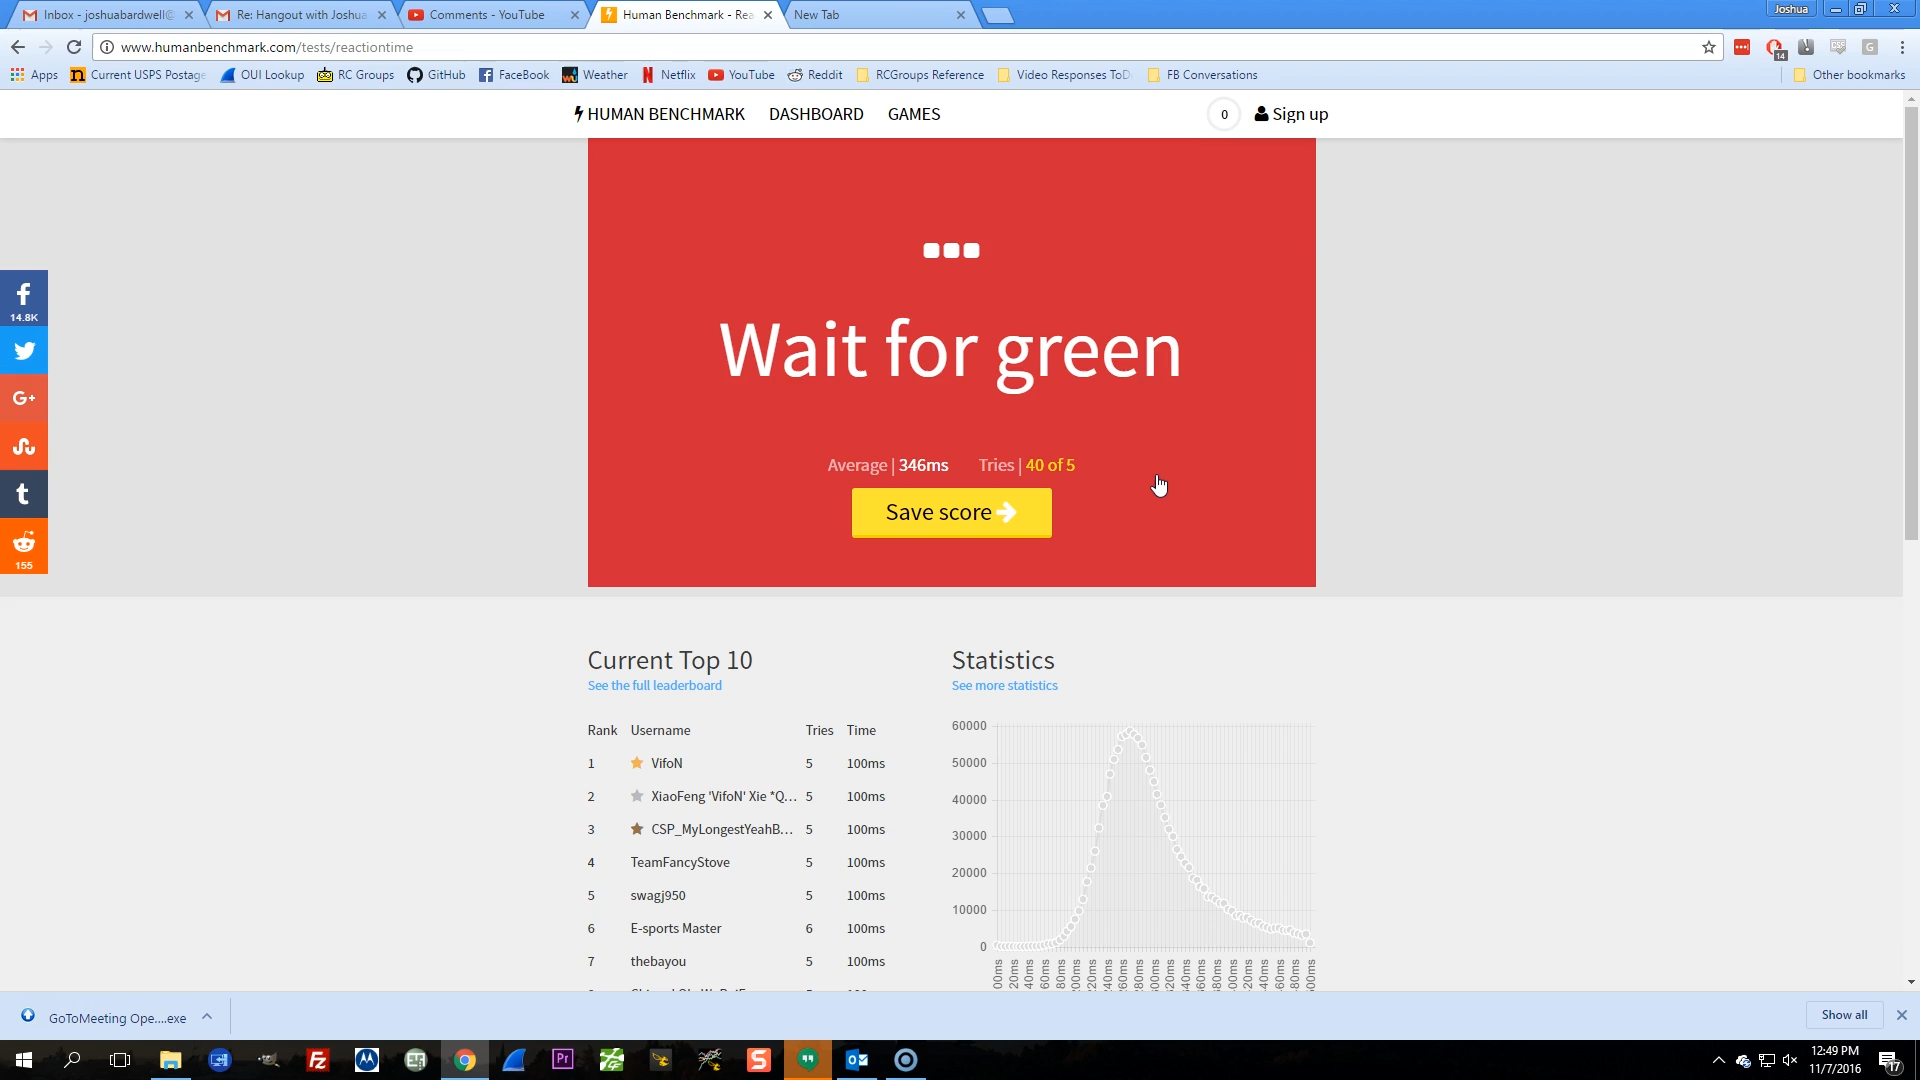 Inbox - joshuabardwell@
Re: Hangout with Joshua
Comments - YouTube
Human Benchmark - Rea
New Tab
Joshua
www.humanbenchmark.com/tests/reactiontime
14
Apps
Current USPS Postage
OUI Lookup
RC Groups
GitHub
FaceBook
Weather
Netflix
YouTube
Reddit
RCGroups Reference
Video Responses ToD
FB Conversations
Other bookmarks
HUMAN BENCHMARK
DASHBOARD
GAMES
0
Sign up
14.8K
155
Wait for green
Average | 346ms
Tries | 40 of 5
Save score
Current Top 10
See the full leaderboard
Rank Username Tries Time
1 VifoN 5 100ms
2 XiaoFeng 'VifoN' Xie *Q... 5 100ms
3 CSP_MyLongestYeahB... 5 100ms
4 TeamFancyStove 5 100ms
5 swagj950 5 100ms
6 E-sports Master 6 100ms
7 thebayou 5 100ms
Statistics
See more statistics
60000
50000
40000
30000
20000
10000
0
GoToMeeting Ope....exe
Show all
12:49 PM
11/7/2016
17